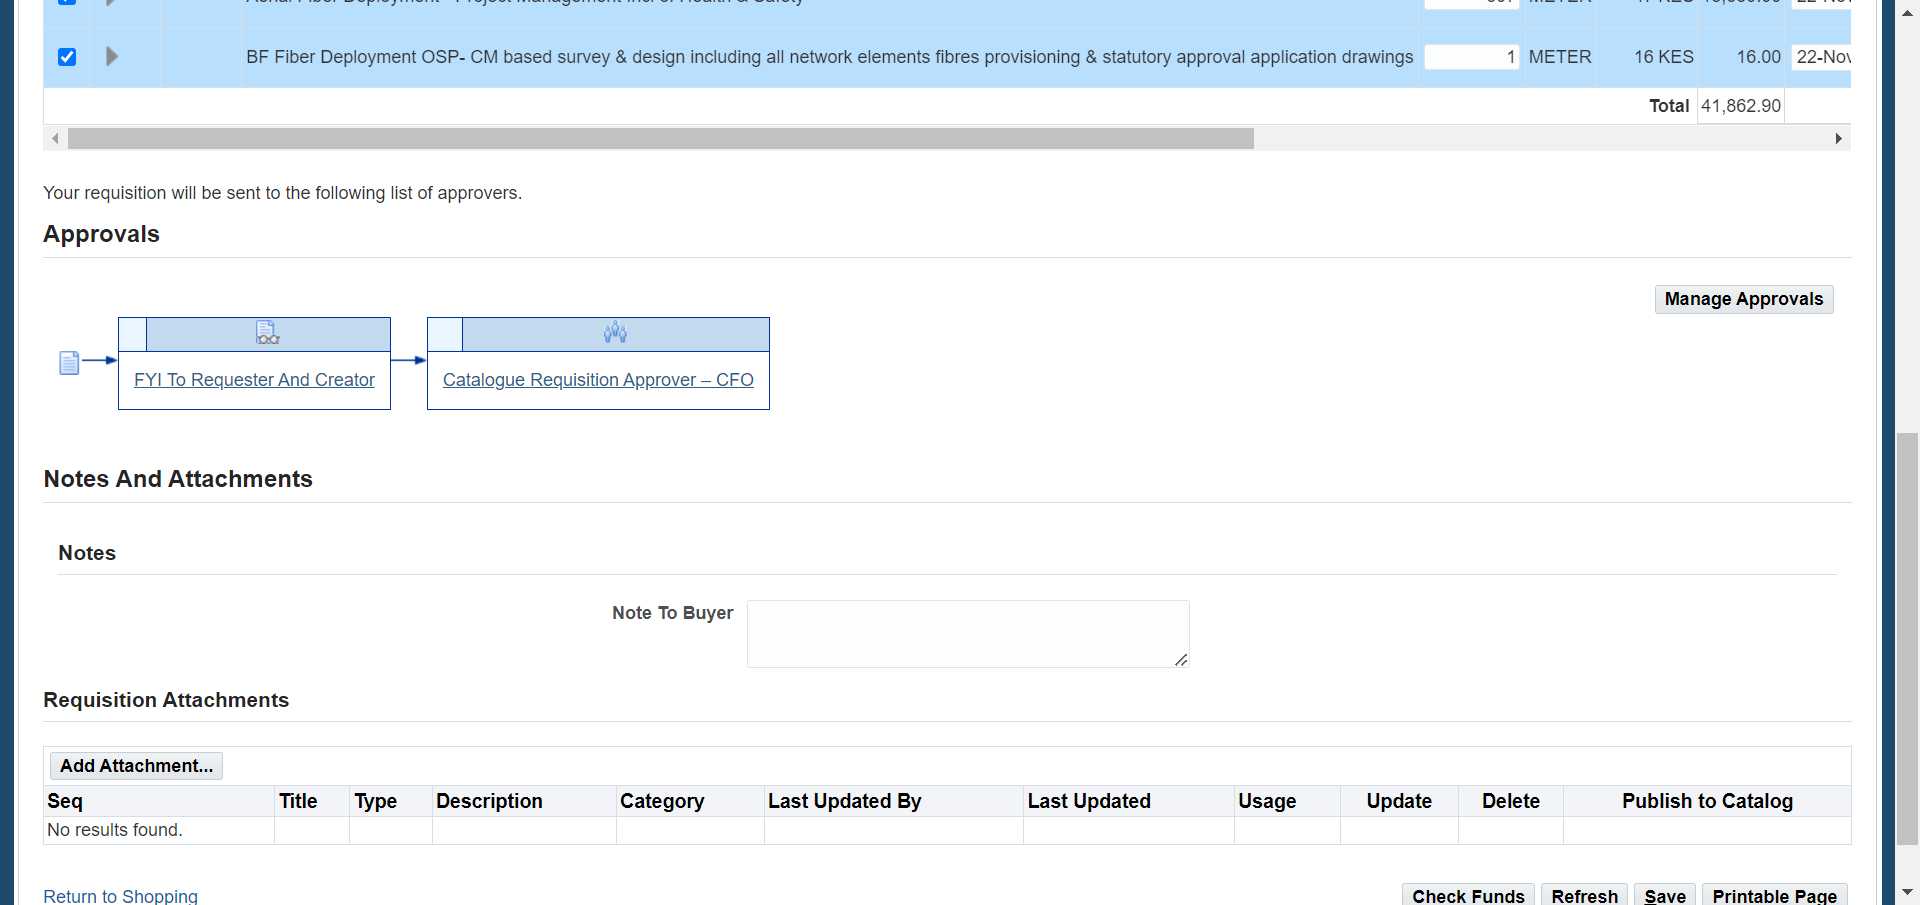 BF Fiber Deployment OSP- CM based survey & design including all network elements fibres provisioning & statutory approval application drawings 1 METER 16 KES 16.00 22-Nov
Total 41,862.90
Your requisition will be sent to the following list of approvers.
Approvals
Manage Approvals
FYI To Requester And Creator Catalogue Requisition Approver – CFO
Notes And Attachments
Notes
Note To Buyer
Requisition Attachments
Add Attachment...
Seq Title Type Description Category Last Updated By Last Updated Usage Update Delete Publish to Catalog
No results found.
Return to Shopping Check Funds Refresh Save Printable Page